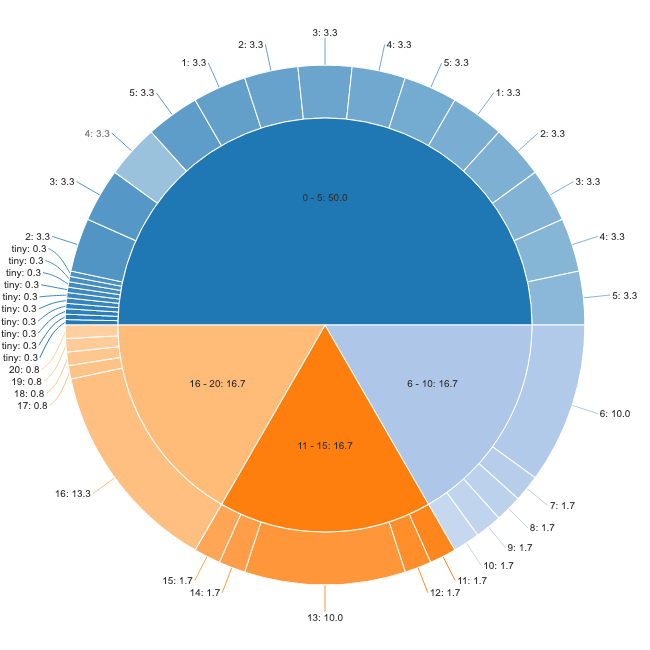 3: 3.3
2: 3.3
4: 3.3
1: 3.3
5: 3.3
5: 3.3
1: 3.3
4: 3.3
2: 3.3
3: 3.3
3: 3.3
0 - 5: 50.0
2: 3.3
4: 3.3
tiny: 0.3
tiny: 0.3
tiny: 0.3
tiny: 0.3
tiny: 0.3
5: 3.3
tiny: 0.3
tiny: 0.3
tiny: 0.3
tiny: 0.3
tiny: 0.3
20: 0.8
19: 0.8
16 - 20: 16.7
6 - 10: 16.7
18: 0.8
17: 0.8
6: 10.0
11 - 15: 16.7
16: 13.3
7: 1.7
8: 1.7
9: 1.7
10: 1.7
15: 1.7
11: 1.7
14: 1.7
12: 1.7
13: 10.0